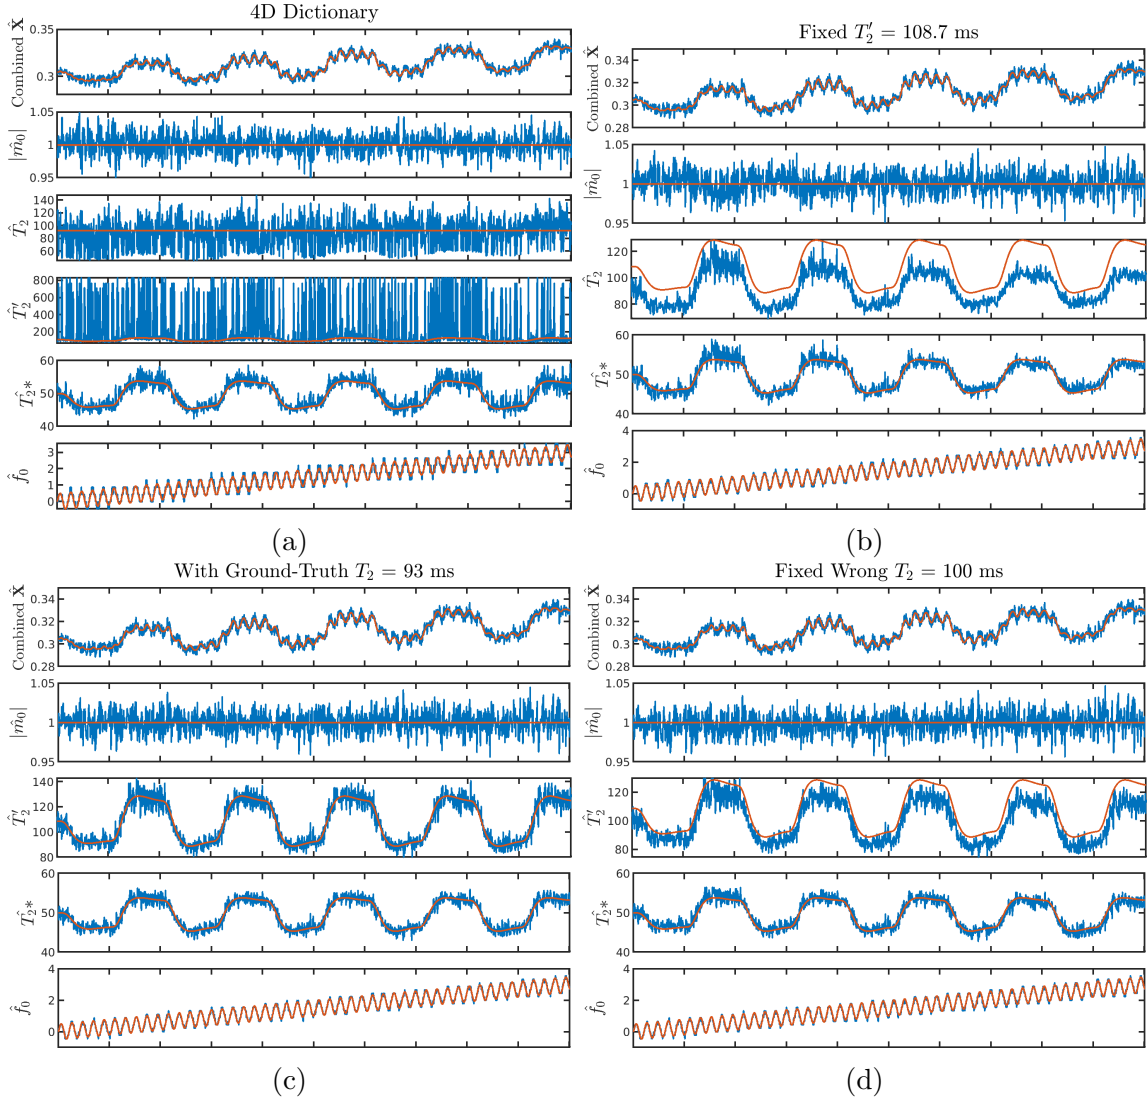 4D Dictionary
Combined X̂
0.35
0.3
|m̂₀|
1.05
1
0.95
T̂₂
140
120
100
80
60
T̂₂′
800
600
400
200
T̂₂*
60
50
40
f̂₀
3
2
1
0
(a)
Fixed T₂′ = 108.7 ms
Combined X̂
0.34
0.32
0.3
0.28
|m̂₀|
1.05
1
0.95
T̂₂
120
100
80
T̂₂*
60
50
40
f̂₀
4
2
0
(b)
With Ground-Truth T₂ = 93 ms
Combined X̂
0.34
0.32
0.3
0.28
|m̂₀|
1.05
1
0.95
T̂₂′
140
120
100
80
T̂₂*
60
50
40
f̂₀
4
2
0
(c)
Fixed Wrong T₂ = 100 ms
Combined X̂
0.34
0.32
0.3
0.28
|m̂₀|
1.05
1
0.95
T̂₂′
120
100
80
T̂₂*
60
50
40
f̂₀
4
2
0
(d)